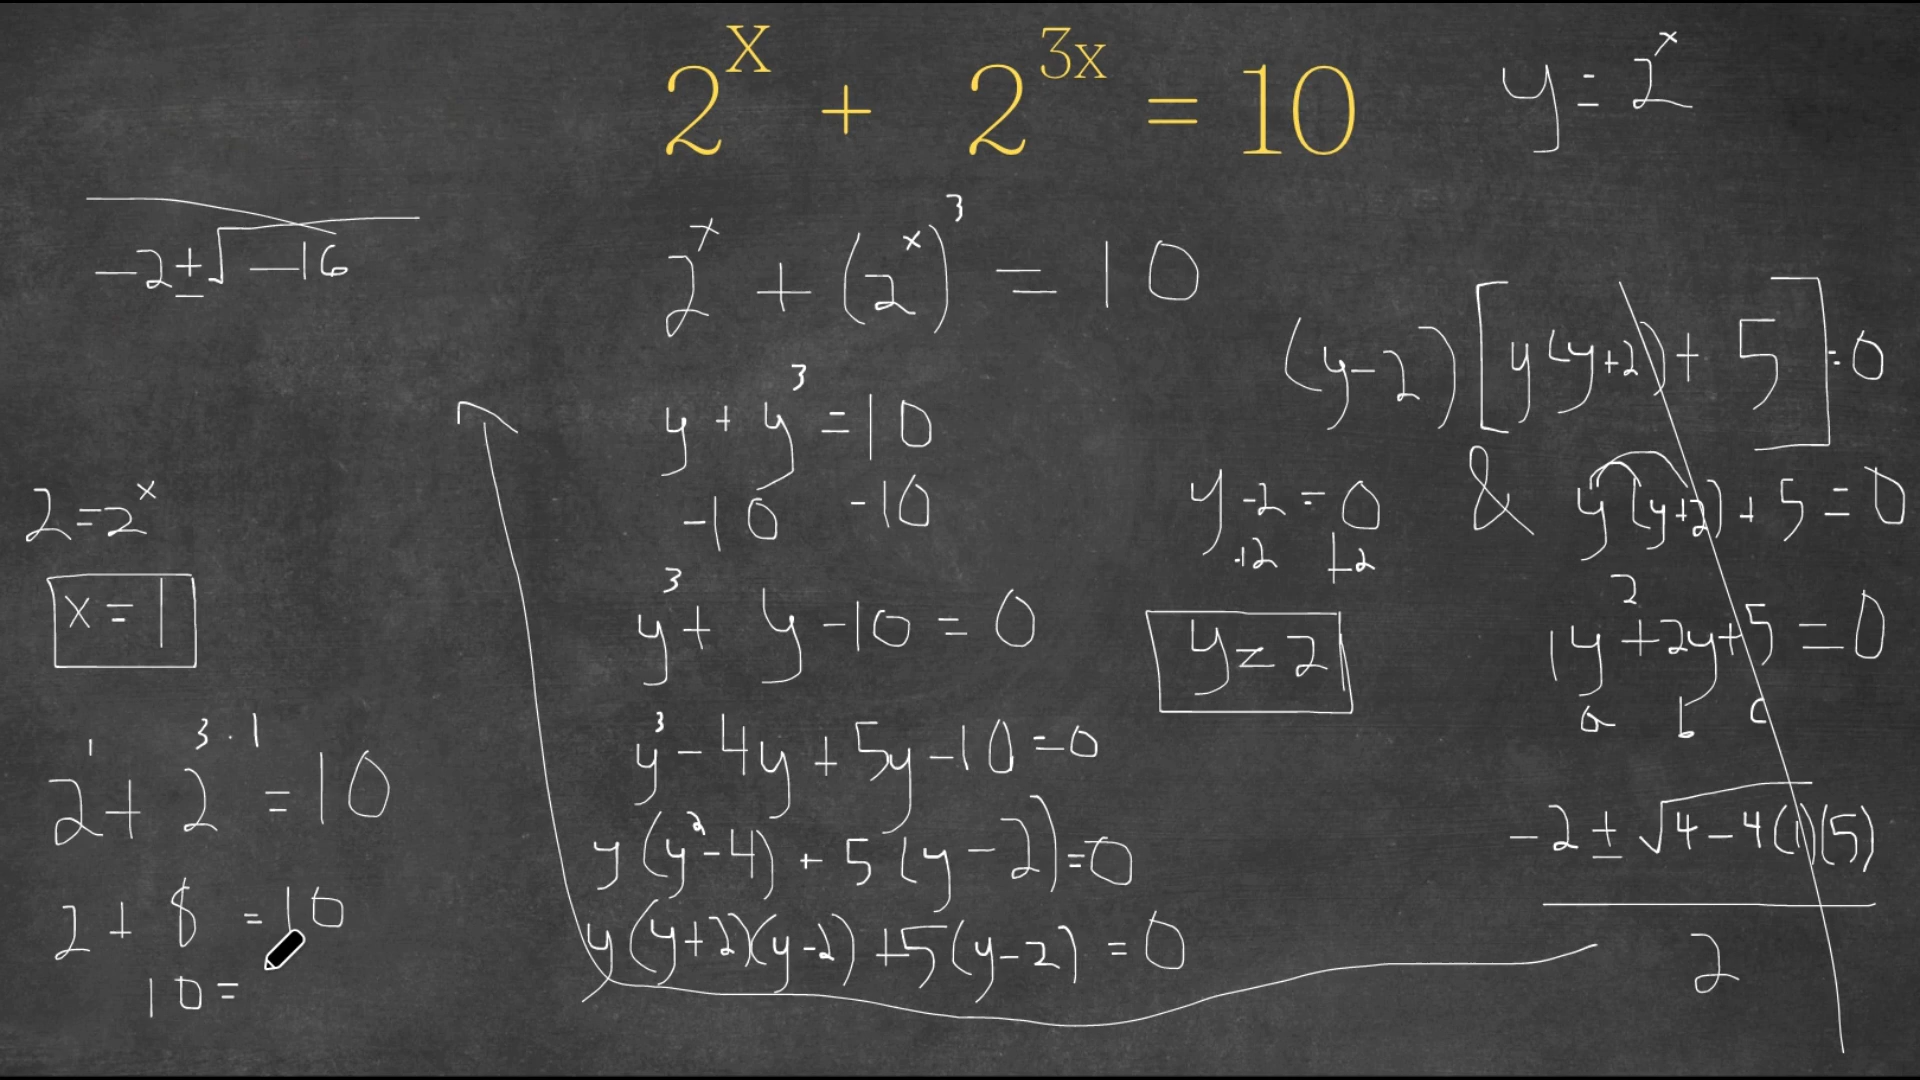 2^x + 2^{3x} = 10
y = 2^x
2^x + (2^x)^3 = 10
y + y^3 = 10
-10 -10
y^3 + y - 10 = 0
y^3 - 4y + 5y - 10 = 0
y(y^2 - 4) + 5(y - 2) = 0
y(y+2)(y-2) + 5(y-2) = 0
(y-2)[y(y+2) + 5] = 0
y - 2 = 0 & y(y+2) + 5 = 0
+2 +2
y = 2
1y^2 + 2y + 5 = 0
a b c
-2 ± √4-4(1)(5)
2
-2 ± √-16
2 = 2^x
x = 1
2^1 + 2^{3·1} = 10
2 + 8 = 10
10 =